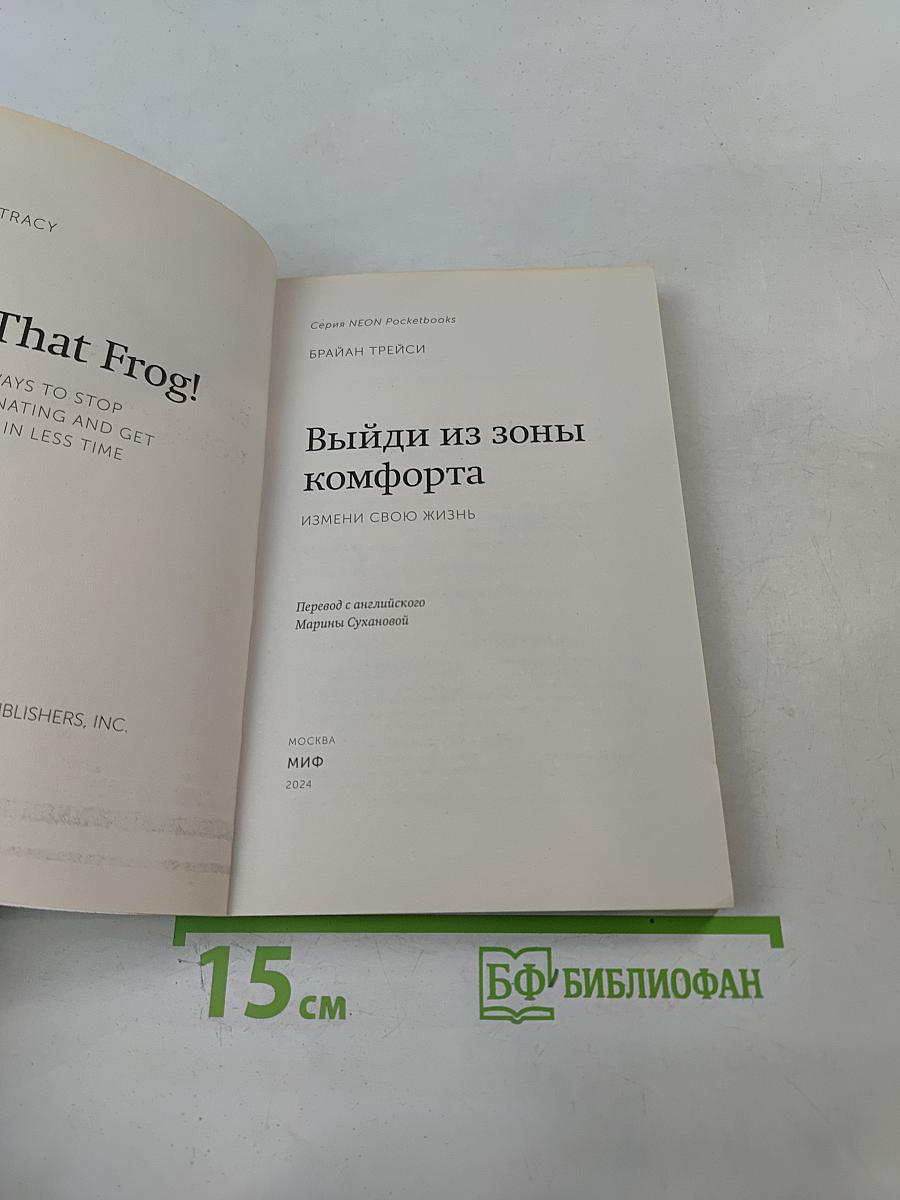 TRACY
That Frog!
WAYS TO STOP
NATING AND GET
IN LESS TIME
BLISHERS, INC.
Серия NEON Pocketbooks
БРАЙАН ТРЕЙСИ
Выйди из зоны
комфорта
ИЗМЕНИ СВОЮ ЖИЗНЬ
Перевод с английского
Марины Сухановой
МОСКВА
МИФ
2024
15 см
БФ БИБЛИОФАН